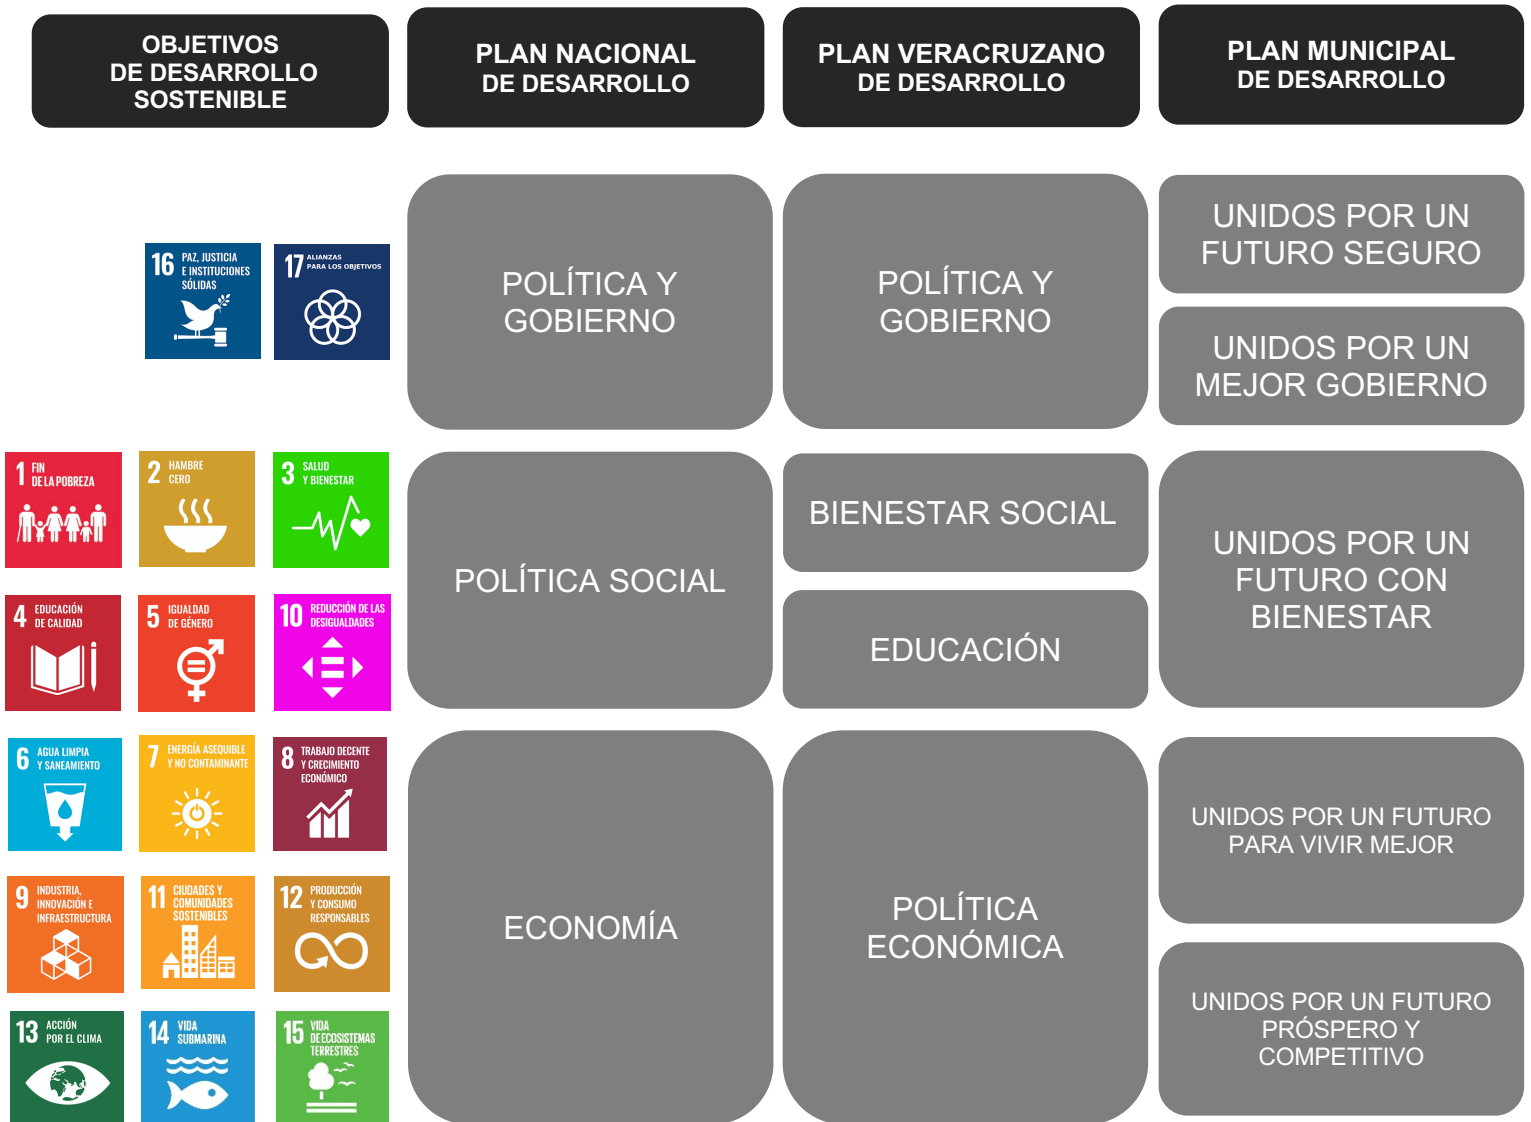 OBJETIVOS
DE DESARROLLO
SOSTENIBLE
PLAN NACIONAL
DE DESARROLLO
PLAN VERACRUZANO
DE DESARROLLO
PLAN MUNICIPAL
DE DESARROLLO
16 PAZ, JUSTICIA
E INSTITUCIONES
SÓLIDAS
17 ALIANZAS
PARA LOS OBJETIVOS
POLÍTICA Y
GOBIERNO
POLÍTICA Y
GOBIERNO
UNIDOS POR UN
FUTURO SEGURO
UNIDOS POR UN
MEJOR GOBIERNO
1 FIN
DE LA POBREZA
2 HAMBRE
CERO
3 SALUD
Y BIENESTAR
4 EDUCACIÓN
DE CALIDAD
5 IGUALDAD
DE GÉNERO
10 REDUCCIÓN DE LAS
DESIGUALDADES
POLÍTICA SOCIAL
BIENESTAR SOCIAL
EDUCACIÓN
UNIDOS POR UN
FUTURO CON
BIENESTAR
6 AGUA LIMPIA
Y SANEAMIENTO
7 ENERGÍA ASEQUIBLE
Y NO CONTAMINANTE
8 TRABAJO DECENTE
Y CRECIMIENTO
ECONÓMICO
9 INDUSTRIA,
INNOVACIÓN E
INFRAESTRUCTURA
11 CIUDADES Y
COMUNIDADES
SOSTENIBLES
12 PRODUCCIÓN
Y CONSUMO
RESPONSABLES
13 ACCIÓN
POR EL CLIMA
14 VIDA
SUBMARINA
15 VIDA
DE ECOSISTEMAS
TERRESTRES
ECONOMÍA
POLÍTICA
ECONÓMICA
UNIDOS POR UN FUTURO
PARA VIVIR MEJOR
UNIDOS POR UN FUTURO
PRÓSPERO Y
COMPETITIVO